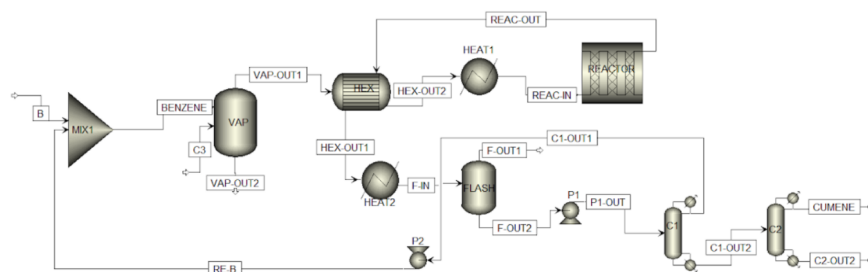 REAC-OUT
HEAT1
VAP-OUT1
REACTOR
HEX
HEX-OUT2
B
BENZENE
REAC-IN
VAP
MIX1
C1-OUT1
C3
HEX-OUT1
F-OUT1
VAP-OUT2
F-IN
FLASH
P1
P1-OUT
CUMENE
HEAT2
C1
C2
F-OUT2
P2
C1-OUT2
C2-OUT2
RE-B